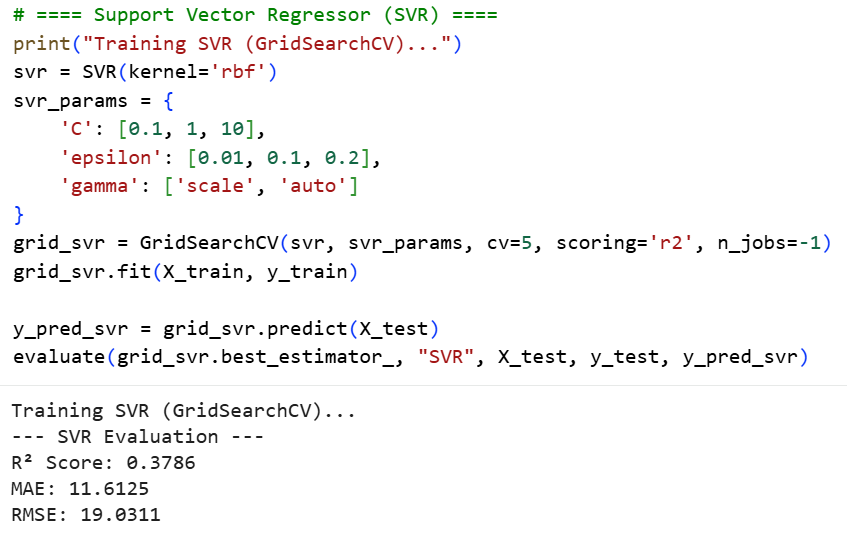 # ==== Support Vector Regressor (SVR) ====
print("Training SVR (GridSearchCV)...")
svr = SVR(kernel='rbf')
svr_params = {
    'C': [0.1, 1, 10],
    'epsilon': [0.01, 0.1, 0.2],
    'gamma': ['scale', 'auto']
}
grid_svr = GridSearchCV(svr, svr_params, cv=5, scoring='r2', n_jobs=-1)
grid_svr.fit(X_train, y_train)

y_pred_svr = grid_svr.predict(X_test)
evaluate(grid_svr.best_estimator_, "SVR", X_test, y_test, y_pred_svr)
Training SVR (GridSearchCV)...
--- SVR Evaluation ---
R² Score: 0.3786
MAE: 11.6125
RMSE: 19.0311